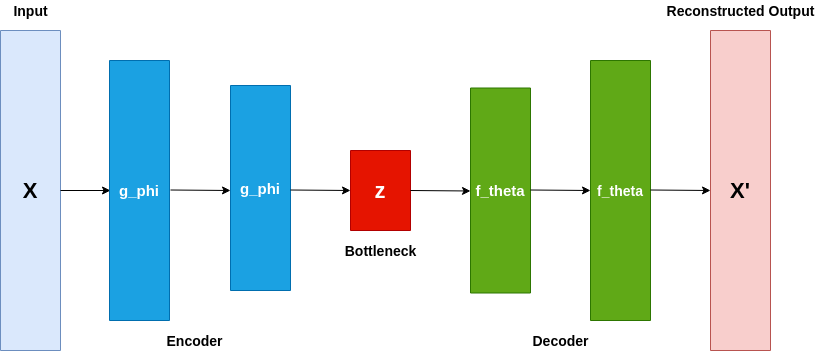 Input
Reconstructed Output
X
g_phi
g_phi
z
f_theta
f_theta
X'
Bottleneck
Encoder
Decoder